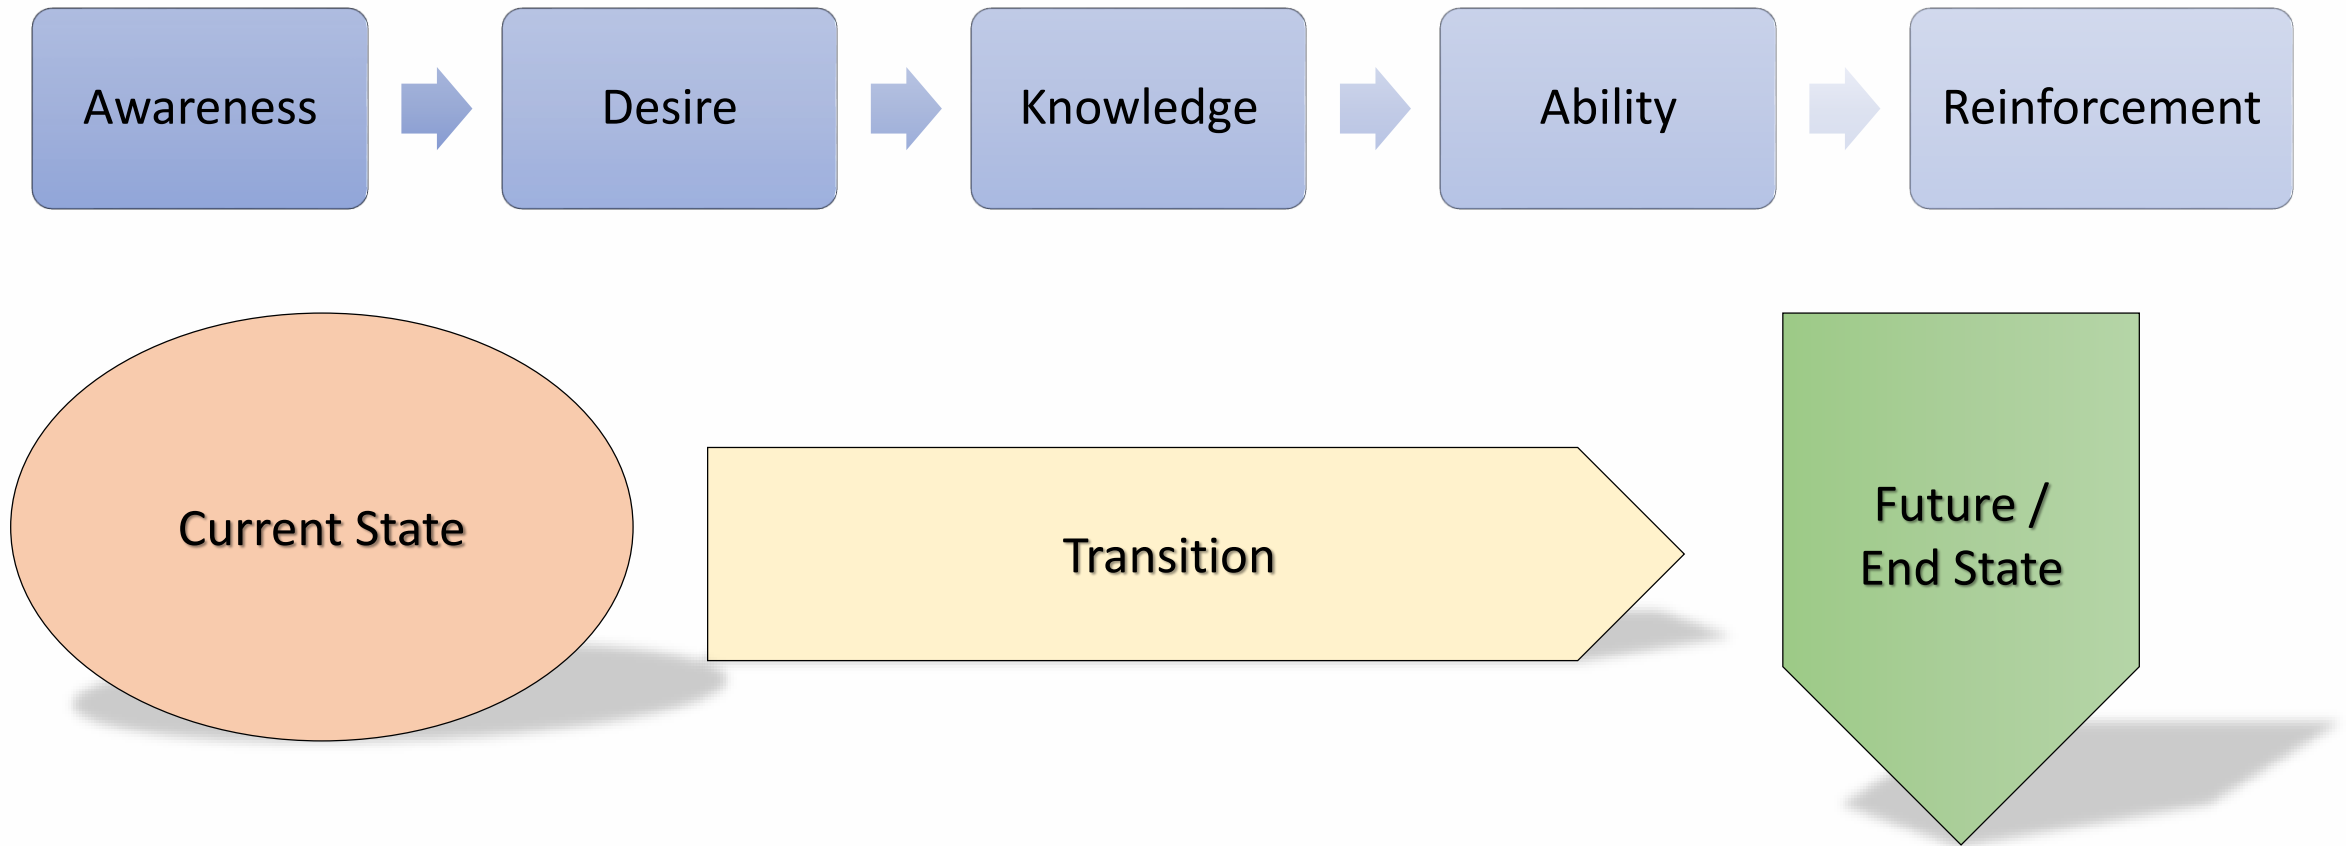 Awareness
Desire
Knowledge
Ability
Reinforcement
Current State
Transition
Future /
End State